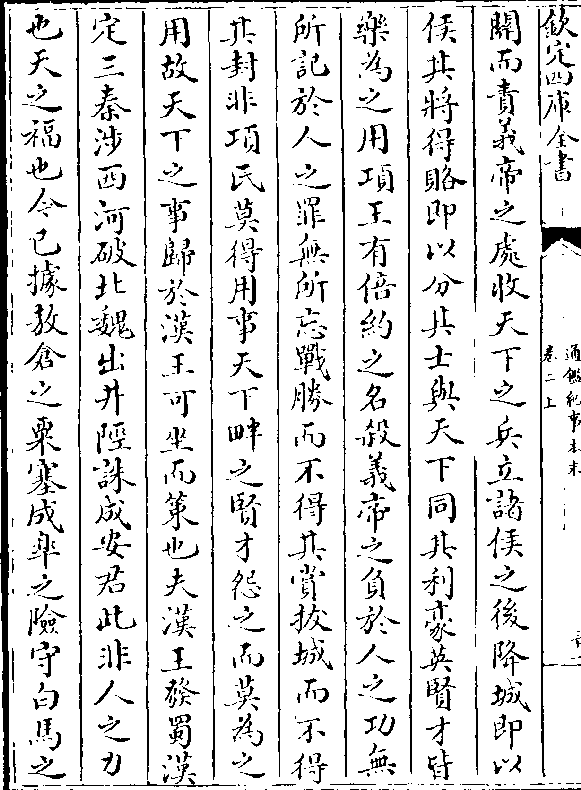 欽定四庫全書
通鑑紀事本末
卷二上
關而責義帝之處收天下之兵立諸侯之後降城即以
侯其將得賂即以分其士與天下同其利豪英賢才皆
樂為之用項王有倍約之名殺義帝之負於人之功無
所記於人之罪無所忘戰勝而不得其賞拔城而不得
其封非項氏莫得用事天下畔之賢才怨之而莫為之
用故天下之事歸於漢王可坐而策也夫漢王發蜀漢
定三秦涉西河破北魏出井陘誅成安君此非人之力
也天之福也今已據敖倉之粟塞成臯之險守白馬之